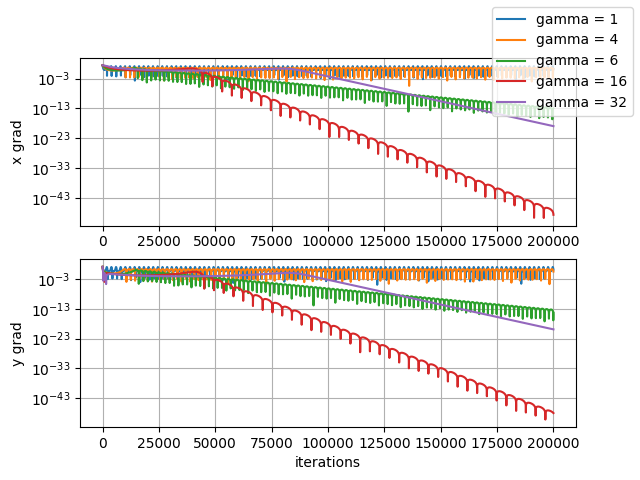 gamma = 1
gamma = 4
gamma = 6
gamma = 16
gamma = 32
x grad
10⁻³
10⁻¹³
10⁻²³
10⁻³³
10⁻⁴³
0 25000 50000 75000 100000 125000 150000 175000 200000
y grad
10⁻³
10⁻¹³
10⁻²³
10⁻³³
10⁻⁴³
0 25000 50000 75000 100000 125000 150000 175000 200000
iterations